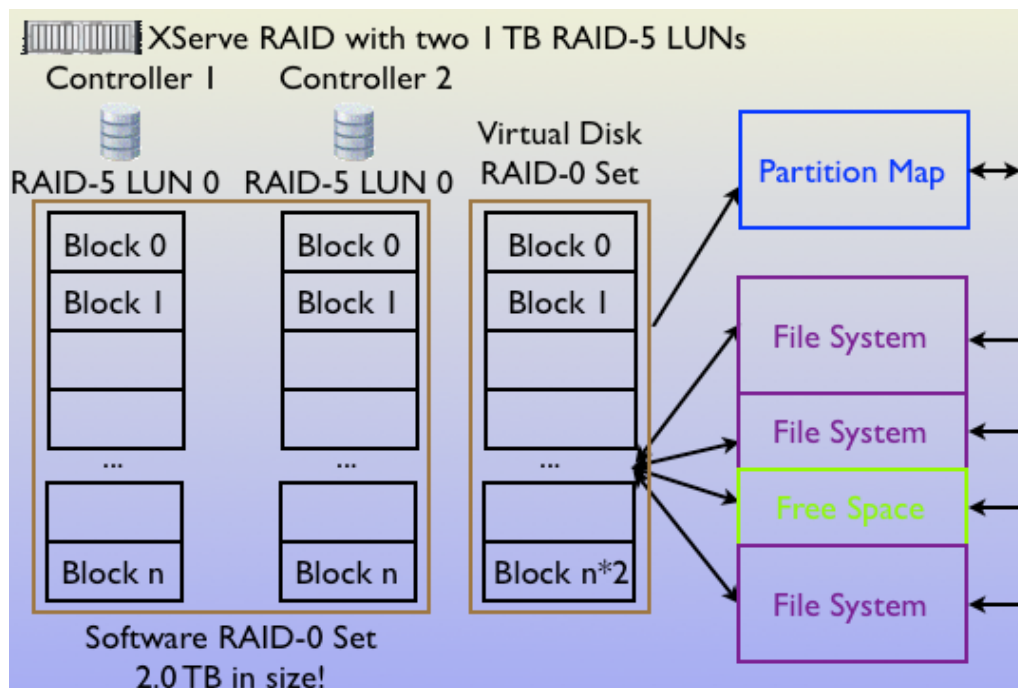 XServe RAID with two 1 TB RAID-5 LUNs
Controller 1
Controller 2
RAID-5 LUN 0
RAID-5 LUN 0
Virtual Disk
RAID-0 Set
Block 0
Block 1
...
Block n
Block 0
Block 1
...
Block n
Block 0
Block 1
...
Block n*2
Software RAID-0 Set
2.0 TB in size!
Partition Map
File System
File System
Free Space
File System